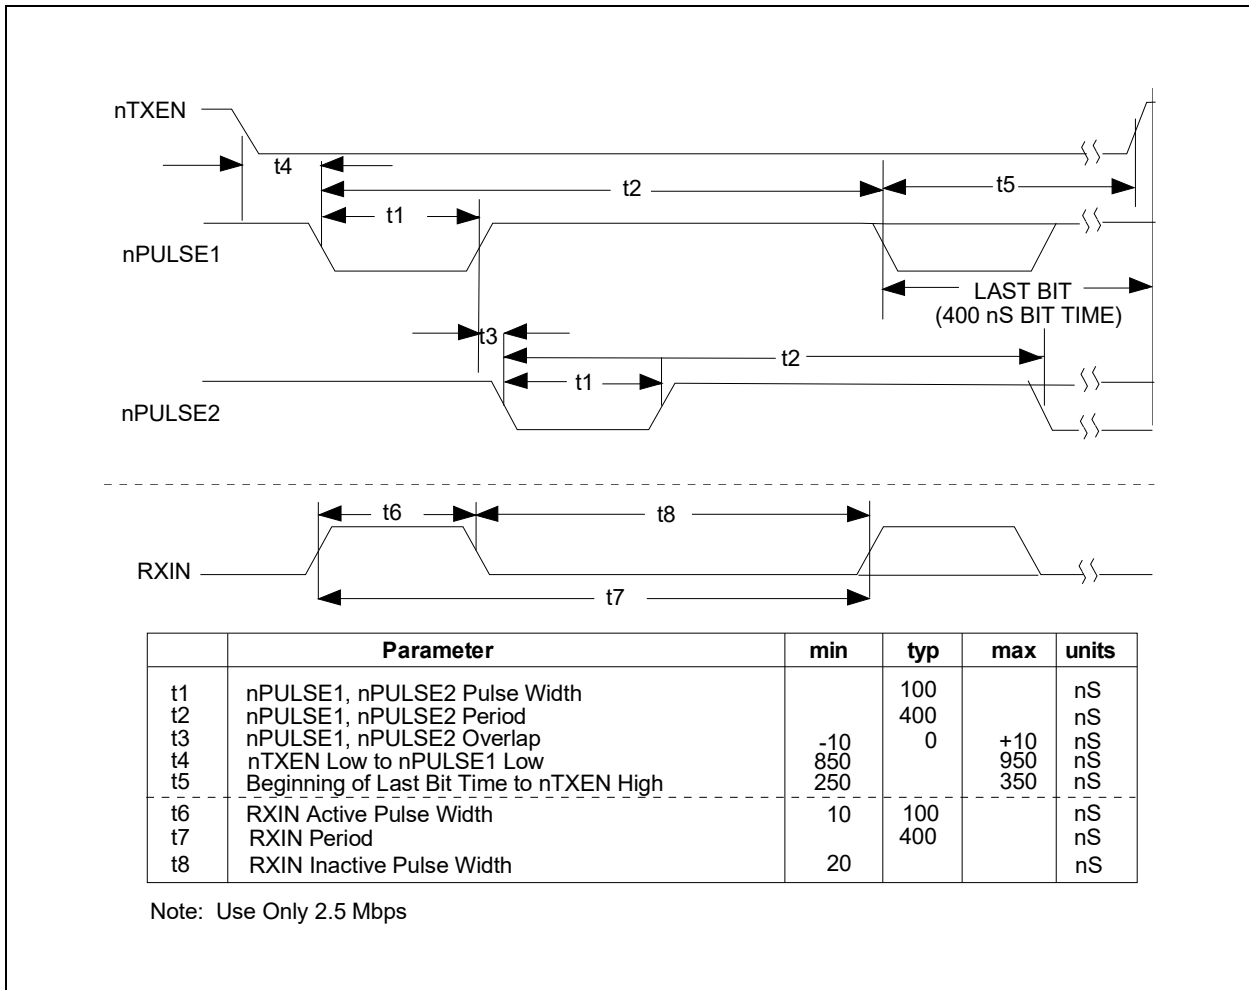 nTXEN
t4
t2
t5
t1
nPULSE1
LAST BIT
(400 nS BIT TIME)
t3
t2
t1
nPULSE2
t6
t8
RXIN
t7
Parameter min typ max units
t1 nPULSE1, nPULSE2 Pulse Width 100 nS
t2 nPULSE1, nPULSE2 Period 400 nS
t3 nPULSE1, nPULSE2 Overlap -10 0 +10 nS
t4 nTXEN Low to nPULSE1 Low 850 950 nS
t5 Beginning of Last Bit Time to nTXEN High 250 350 nS
t6 RXIN Active Pulse Width 10 100 nS
t7 RXIN Period 400 nS
t8 RXIN Inactive Pulse Width 20 nS
Note: Use Only 2.5 Mbps